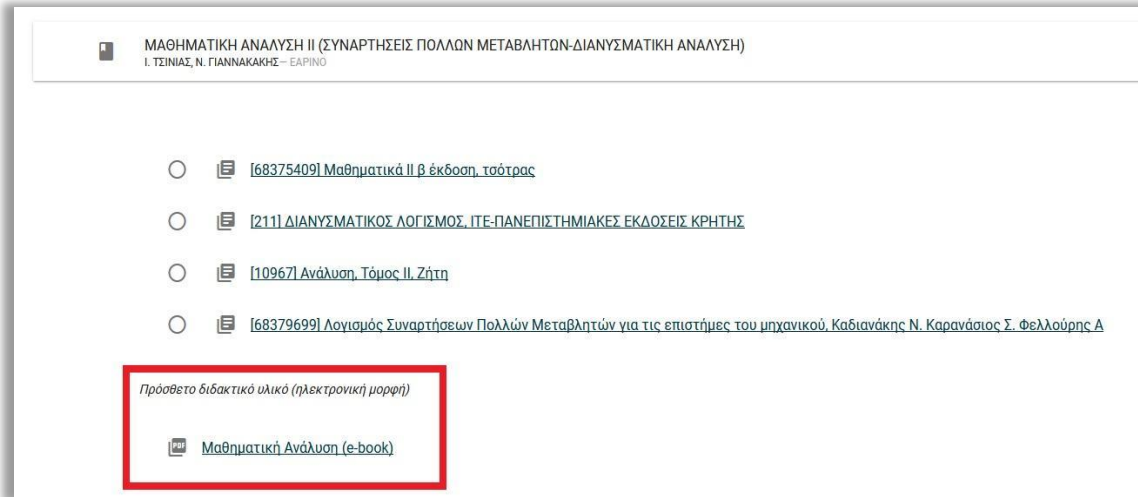 ΜΑΘΗΜΑΤΙΚΗ ΑΝΑΛΥΣΗ ΙΙ (ΣΥΝΑΡΤΗΣΕΙΣ ΠΟΛΛΩΝ ΜΕΤΑΒΛΗΤΩΝ-ΔΙΑΝΥΣΜΑΤΙΚΗ ΑΝΑΛΥΣΗ)
Ι. ΤΣΙΝΙΑΣ, Ν. ΓΙΑΝΝΑΚΑΚΗΣ— ΕΑΡΙΝΟ
[68375409] Μαθηματικά ΙΙ β έκδοση, τσότρας
[211] ΔΙΑΝΥΣΜΑΤΙΚΟΣ ΛΟΓΙΣΜΟΣ, ΙΤΕ-ΠΑΝΕΠΙΣΤΗΜΙΑΚΕΣ ΕΚΔΟΣΕΙΣ ΚΡΗΤΗΣ
[10967] Ανάλυση, Τόμος ΙΙ, Ζήτη
[68379699] Λογισμός Συναρτήσεων Πολλών Μεταβλητών για τις επιστήμες του μηχανικού, Καδιανάκης Ν. Καρανάσιος Σ. Φελλούρης Α
Πρόσθετο διδακτικό υλικό (ηλεκτρονική μορφή)
PDF Μαθηματική Ανάλυση (e-book)